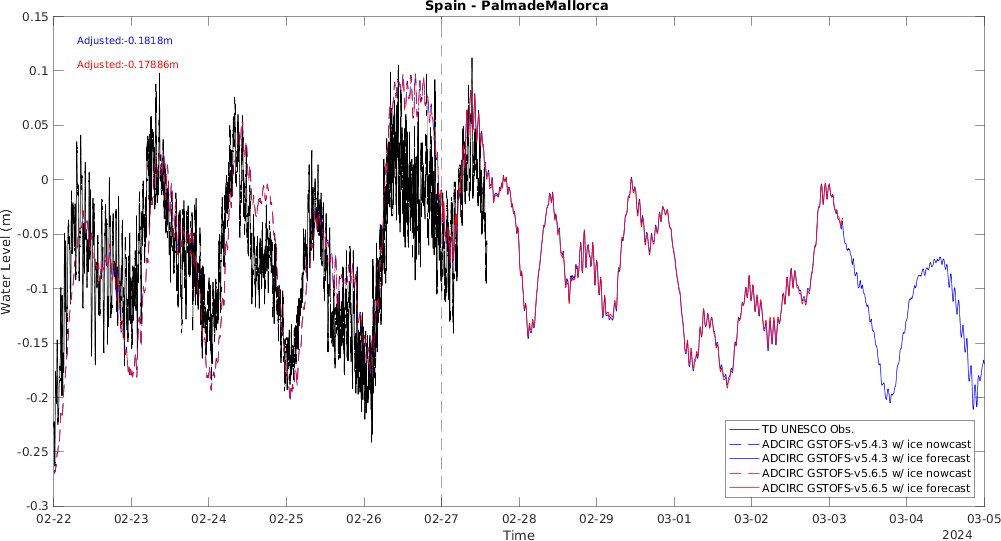 Spain - PalmadeMallorca
Adjusted:-0.1818m
Adjusted:-0.17886m
0.15
0.1
0.05
0
-0.05
-0.1
-0.15
-0.2
-0.25
-0.3
Water Level (m)
02-22 02-23 02-24 02-25 02-26 02-27 02-28 02-29 03-01 03-02 03-03 03-04 03-05
Time
2024
TD UNESCO Obs.
ADCIRC GSTOFS-v5.4.3 w/ ice nowcast
ADCIRC GSTOFS-v5.4.3 w/ ice forecast
ADCIRC GSTOFS-v5.6.5 w/ ice nowcast
ADCIRC GSTOFS-v5.6.5 w/ ice forecast